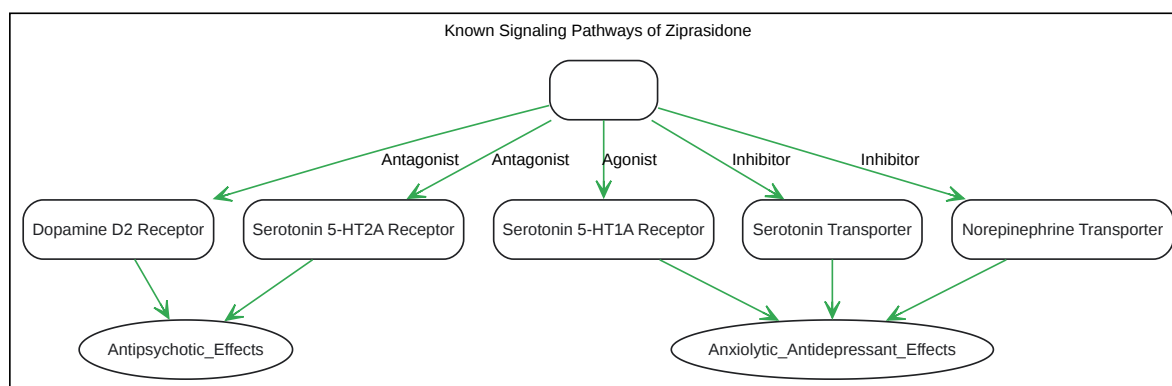 Known Signaling Pathways of Ziprasidone
Antagonist
Antagonist
Agonist
Inhibitor
Inhibitor
Dopamine D2 Receptor
Serotonin 5-HT2A Receptor
Serotonin 5-HT1A Receptor
Serotonin Transporter
Norepinephrine Transporter
Antipsychotic_Effects
Anxiolytic_Antidepressant_Effects